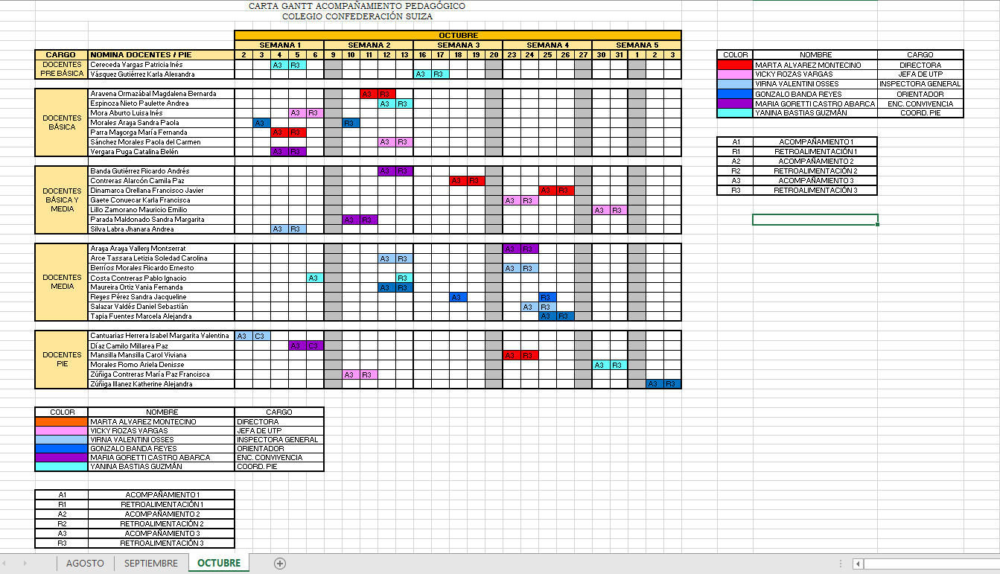 CARTA GANTT ACOMPAÑAMIENTO PEDAGÓGICO
COLEGIO CONFEDERACIÓN SUIZA
OCTUBRE
SEMANA 1 SEMANA 2 SEMANA 3 SEMANA 4 SEMANA 5
CARGO NOMINA DOCENTES / PIE 2 3 4 5 6 9 10 11 12 13 16 17 18 19 20 23 24 25 26 27 30 31 1 2 3
DOCENTES PRE BÁSICA
Cereceda Vargas Patricia Inés A3 R3
Vásquez Gutiérrez Karla Alexandra A3 R3
DOCENTES BÁSICA
Aravena Ormazábal Magdalena Bernarda A3 R3
Espinoza Nieto Paulette Andrea A3 R3
Mora Aburto Luisa Inés A3 R3
Morales Araya Sandra Paola A3 R3
Parra Mayorga María Fernanda A3 R3
Sánchez Morales Paola del Carmen A3 R3
Vergara Puga Catalina Belén A3 R3
DOCENTES BÁSICA Y MEDIA
Banda Gutiérrez Ricardo Andrés A3 R3
Contreras Alarcón Camila Paz A3 R3
Dinamarca Orellana Francisco Javier A3 R3
Gaete Conuecar Karla Francisca A3 R3
Lillo Zamorano Mauricio Emilio A3 R3
Parada Maldonado Sandra Margarita A3 R3
Silva Labra Jhanara Andrea A3 R3
DOCENTES MEDIA
Araya Araya Vallery Montserrat A3 R3
Arce Tassara Letizia Soledad Carolina A3 R3
Berríos Morales Ricardo Ernesto A3 R3
Costa Contreras Pablo Ignacio A3 R3
Maureira Ortiz Vania Fernanda A3 R3
Reyes Pérez Sandra Jacqueline A3 R3
Salazar Valdés Daniel Sebastián A3 R3
Tapia Fuentes Marcela Alejandra A3 R3
DOCENTES PIE
Cantuarias Herrera Isabel Margarita Valentina A3 C3
Díaz Camilo Millarea Paz A3 C3
Mansilla Mansilla Carol Viviana A3 R3
Morales Romo Ariela Denisse A3 R3
Zúñiga Contreras María Paz Francisca A3 R3
Zúñiga Illanez Katherine Alejandra A3 R3
COLOR NOMBRE CARGO
MARTA ALVAREZ MONTECINO DIRECTORA
VICKY ROZAS VARGAS JEFA DE UTP
VIRNA VALENTINI OSSES INSPECTORA GENERAL
GONZALO BANDA REYES ORIENTADOR
MARIA GORETTI CASTRO ABARCA ENC. CONVIVENCIA
YANINA BASTIAS GUZMÁN COORD. PIE
A1 ACOMPAÑAMIENTO 1
R1 RETROALIMENTACIÓN 1
A2 ACOMPAÑAMIENTO 2
R2 RETROALIMENTACIÓN 2
A3 ACOMPAÑAMIENTO 3
R3 RETROALIMENTACIÓN 3
COLOR NOMBRE CARGO
MARTA ALVAREZ MONTECINO DIRECTORA
VICKY ROZAS VARGAS JEFA DE UTP
VIRNA VALENTINI OSSES INSPECTORA GENERAL
GONZALO BANDA REYES ORIENTADOR
MARIA GORETTI CASTRO ABARCA ENC. CONVIVENCIA
YANINA BASTIAS GUZMÁN COORD. PIE
A1 ACOMPAÑAMIENTO 1
R1 RETROALIMENTACIÓN 1
A2 ACOMPAÑAMIENTO 2
R2 RETROALIMENTACIÓN 2
A3 ACOMPAÑAMIENTO 3
R3 RETROALIMENTACIÓN 3
AGOSTO SEPTIEMBRE OCTUBRE